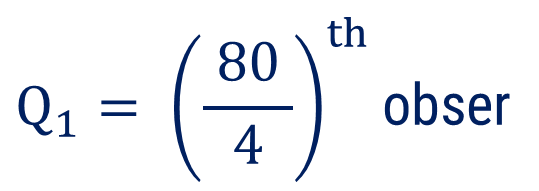 Q₁ = (80/4)ᵗʰ obser